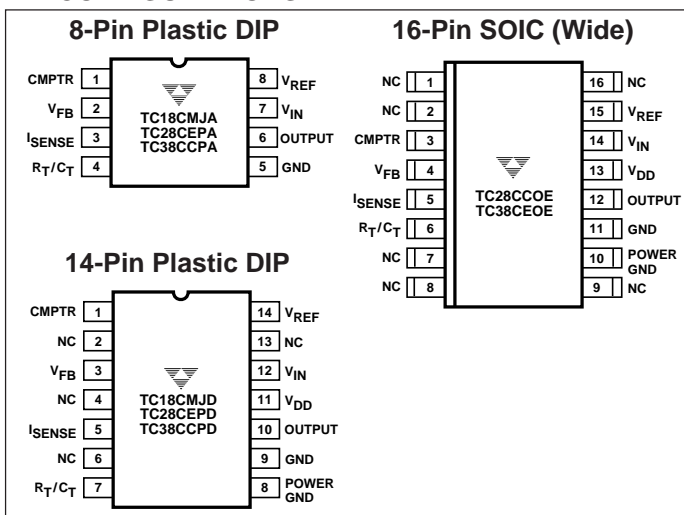 8-Pin Plastic DIP
CMPTR 1
VFB 2
ISENSE 3
RT/CT 4
TC18CMJA
TC28CEPA
TC38CCPA
8 VREF
7 VIN
6 OUTPUT
5 GND
16-Pin SOIC (Wide)
NC 1
NC 2
CMPTR 3
VFB 4
ISENSE 5
RT/CT 6
NC 7
NC 8
TC28CCOE
TC38CEOE
16 NC
15 VREF
14 VIN
13 VDD
12 OUTPUT
11 GND
10 POWER
GND
9 NC
14-Pin Plastic DIP
CMPTR 1
NC 2
VFB 3
NC 4
ISENSE 5
NC 6
RT/CT 7
TC18CMJD
TC28CEPD
TC38CCPD
14 VREF
13 NC
12 VIN
11 VDD
10 OUTPUT
9 GND
8 POWER
GND